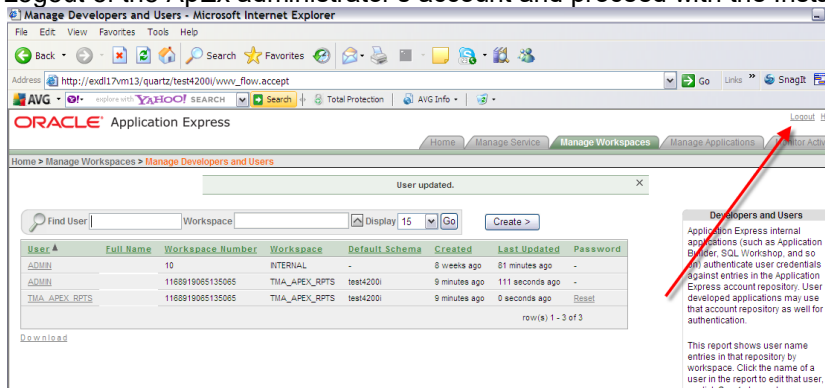 Logout of the ApEx administrator's account and proceed with the
Manage Developers and Users - Microsoft Internet Explorer
File Edit View Favorites Tools Help
Back Search Favorites
Address http://exdl17vm13/quartz/test4200i/wwv_flow.accept Go Links » SnagIt
AVG explore with YAHOO! SEARCH Search Total Protection AVG Info
ORACLE Application Express
Logout
Home Manage Service Manage Workspaces Manage Applications Monitor
Home > Manage Workspaces > Manage Developers and Users
User updated. ×
Find User Workspace Display 15 Go Create >
User Full Name Workspace Number Workspace Default Schema Created Last Updated Password
ADMIN 10 INTERNAL - 8 weeks ago 81 minutes ago -
ADMIN 1168919065135065 TMA_APEX_RPTS test4200i 9 minutes ago 111 seconds ago -
TMA_APEX_RPTS 1168919065135065 TMA_APEX_RPTS test4200i 9 minutes ago 0 seconds ago Reset
row(s) 1 - 3 of 3
Download
Developers and Users
Application Express internal
applications (such as Application
Builder, SQL Workshop, and so
on) authenticate user credentials
against entries in the Application
Express account repository. User
developed applications may use
that account repository as well for
authentication.
This report shows user name
entries in that repository by
workspace. Click the name of a
user in the report to edit that user,